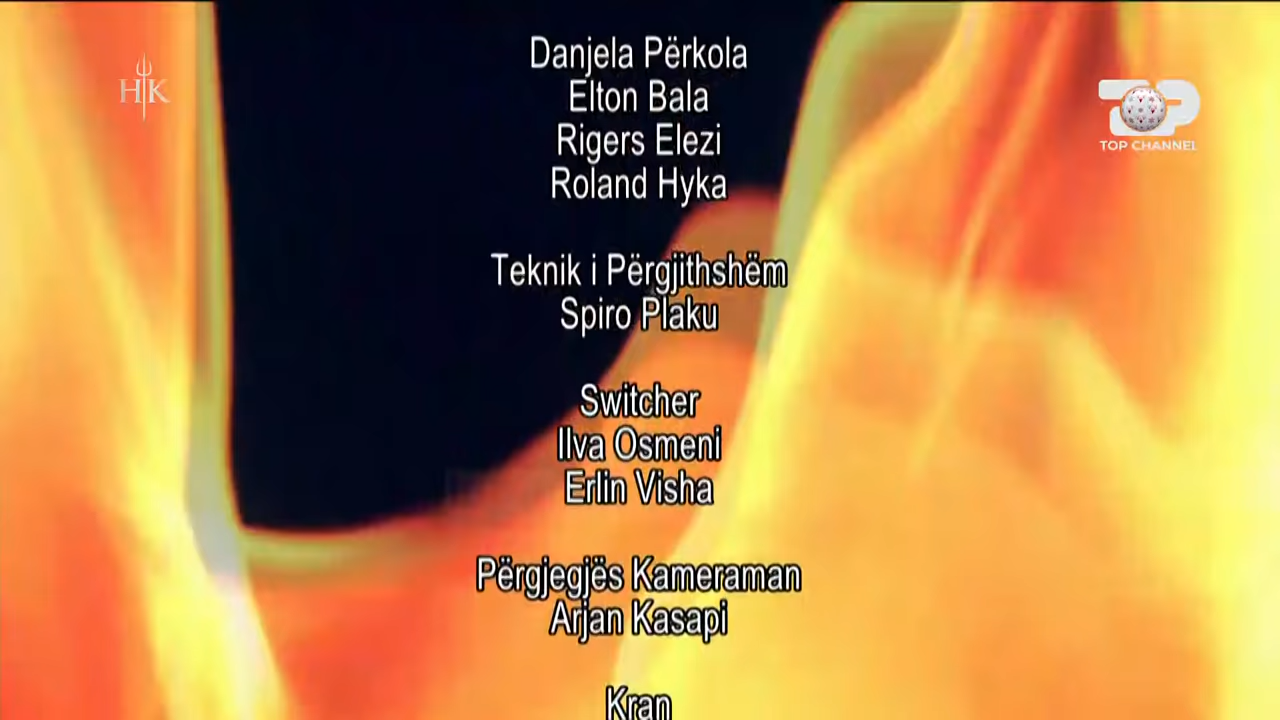 Danjela Përkola
Elton Bala
Rigers Elezi
Roland Hyka
HK
TOP CHANNEL
Teknik i Përgjithshëm
Spiro Plaku
Switcher
Ilva Osmeni
Erlin Visha
Përgjegjës Kameraman
Arjan Kasapi
Kran